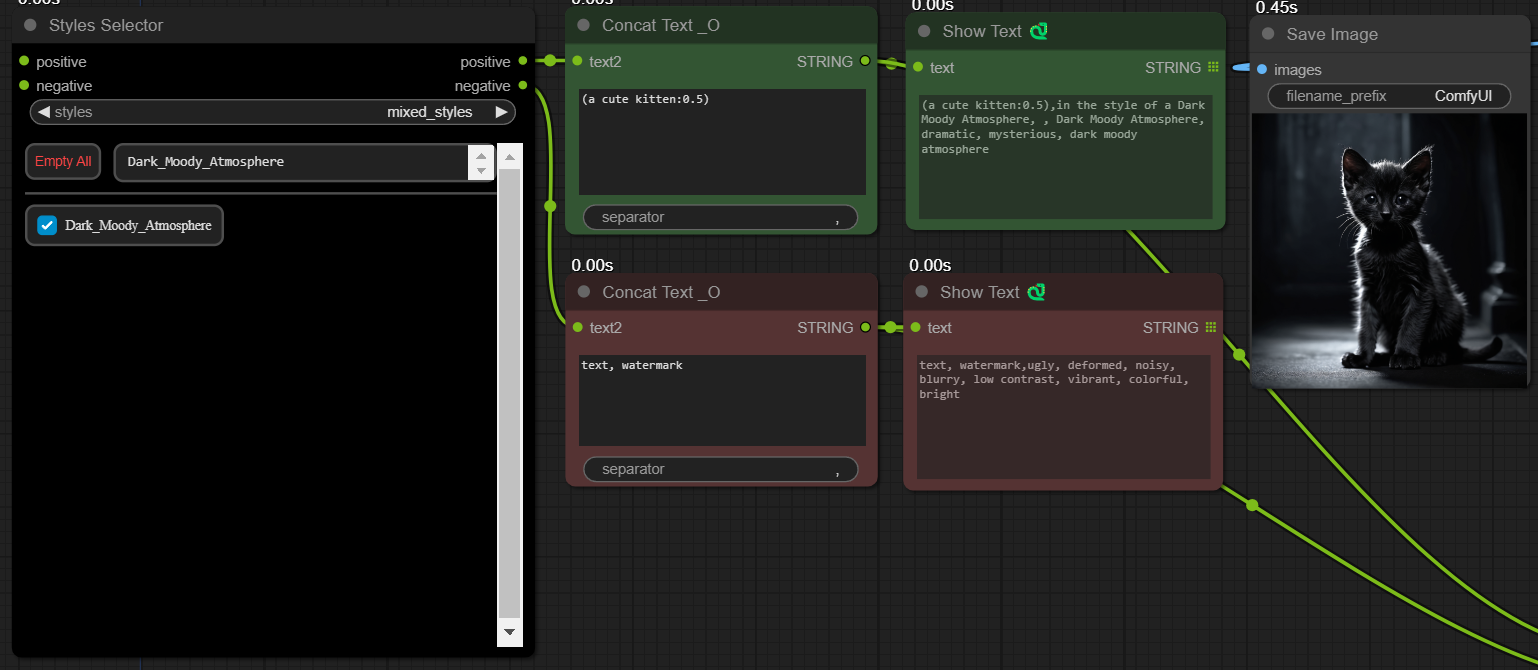 0.00s
0.00s
0.00s
0.45s
Styles Selector
positive
positive
negative
negative
styles
mixed_styles
Empty All
Dark_Moody_Atmosphere
Dark_Moody_Atmosphere
Concat Text _O
text2
STRING
(a cute kitten:0.5)
separator
,
Show Text
text
STRING
(a cute kitten:0.5),in the style of a Dark
Moody Atmosphere, , Dark Moody Atmosphere,
dramatic, mysterious, dark moody
atmosphere
Save Image
images
filename_prefix
ComfyUI
0.00s
Concat Text _O
text2
STRING
text, watermark
separator
,
0.00s
Show Text
text
STRING
text, watermark,ugly, deformed, noisy,
blurry, low contrast, vibrant, colorful,
bright